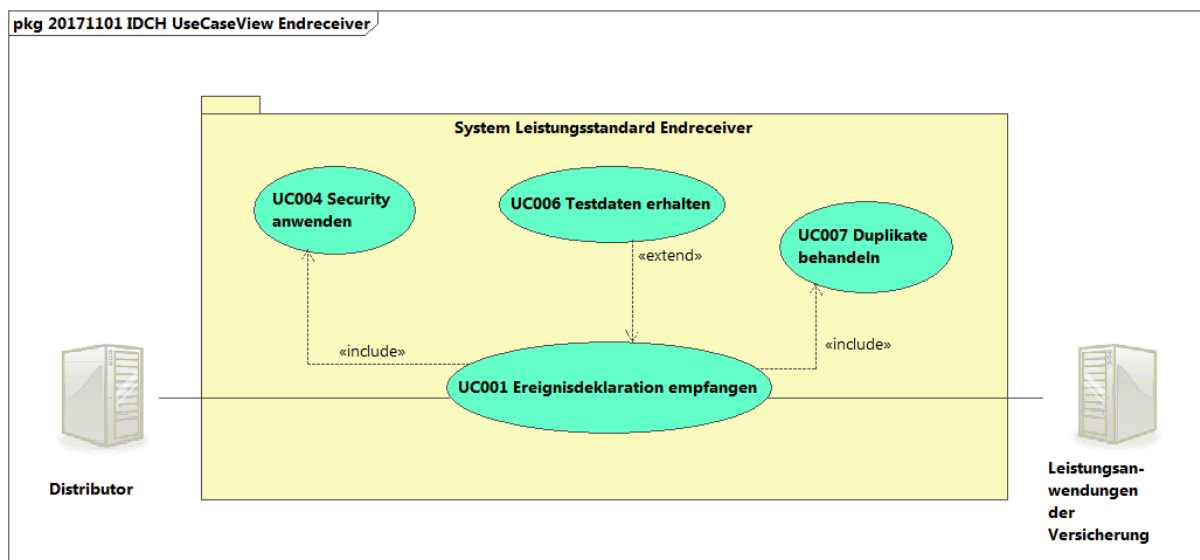 pkg 20171101 IDCH UseCaseView Endreceiver
System Leistungsstandard Endreceiver
UC004 Security
anwenden
UC006 Testdaten erhalten
UC007 Duplikate
behandeln
«extend»
«include»
«include»
UC001 Ereignisdeklaration empfangen
Distributor
Leistungsan-
wendungen
der
Versicherung